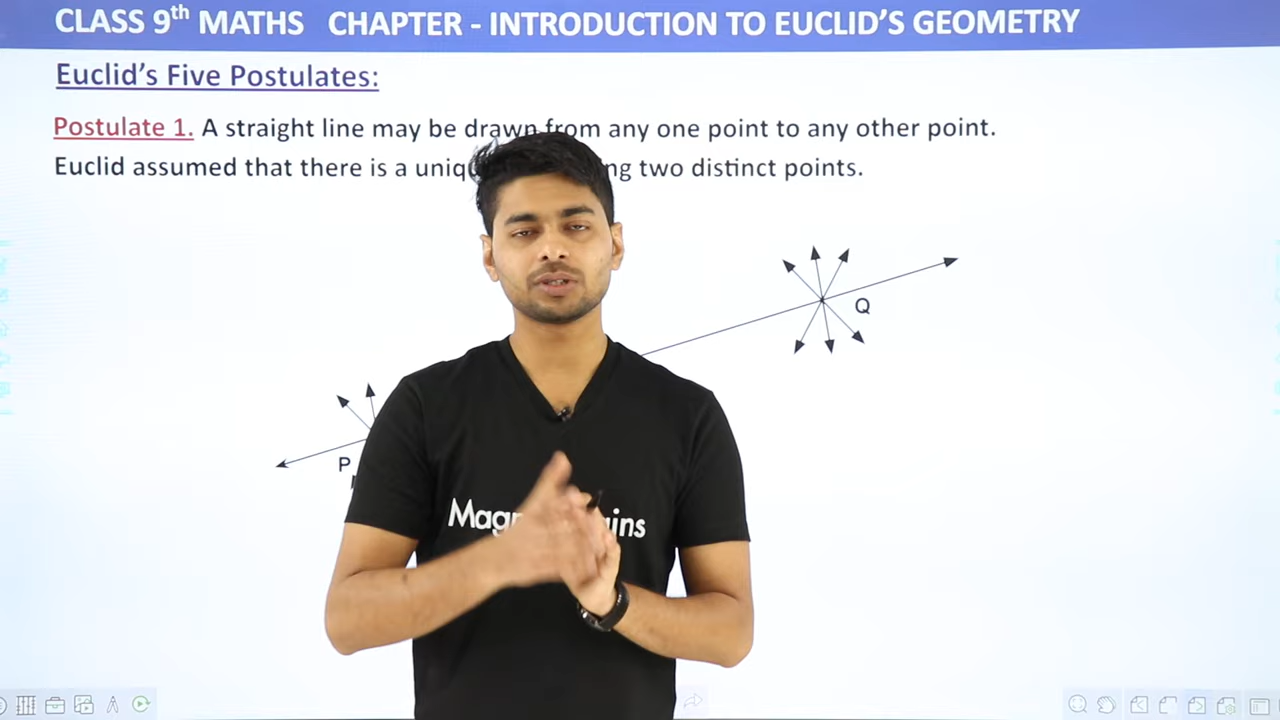 CLASS 9th MATHS CHAPTER - INTRODUCTION TO EUCLID'S GEOMETRY
Euclid's Five Postulates:
Postulate 1. A straight line may be drawn from any one point to any other point.
Euclid assumed that there is a two distinct points.
Q
P